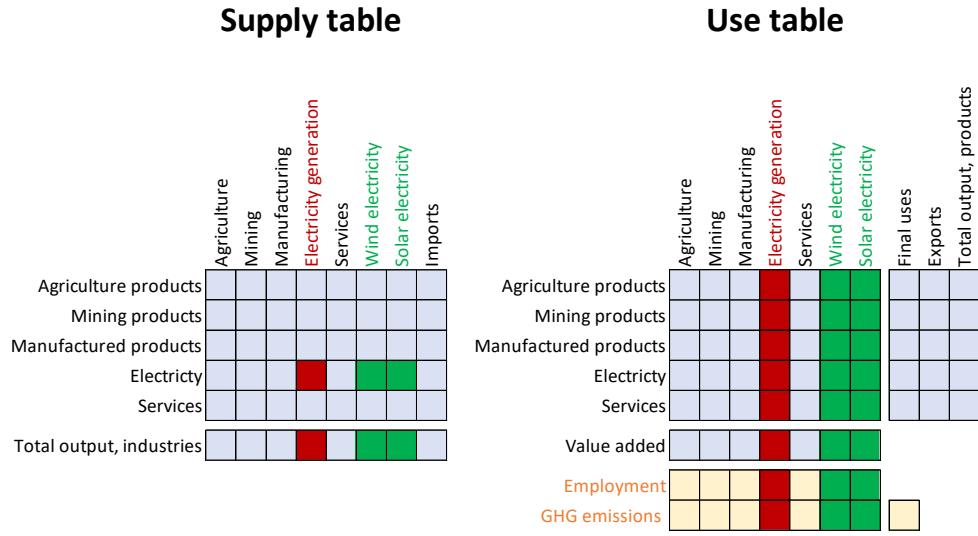 Supply table
Use table
Agriculture
Mining
Manufacturing
Electricity generation
Services
Wind electricity
Solar electricity
Imports
Agriculture products
Mining products
Manufactured products
Electricty
Services
Total output, industries
Agriculture
Mining
Manufacturing
Electricity generation
Services
Wind electricity
Solar electricity
Final uses
Exports
Total output, products
Agriculture products
Mining products
Manufactured products
Electricty
Services
Value added
Employment
GHG emissions